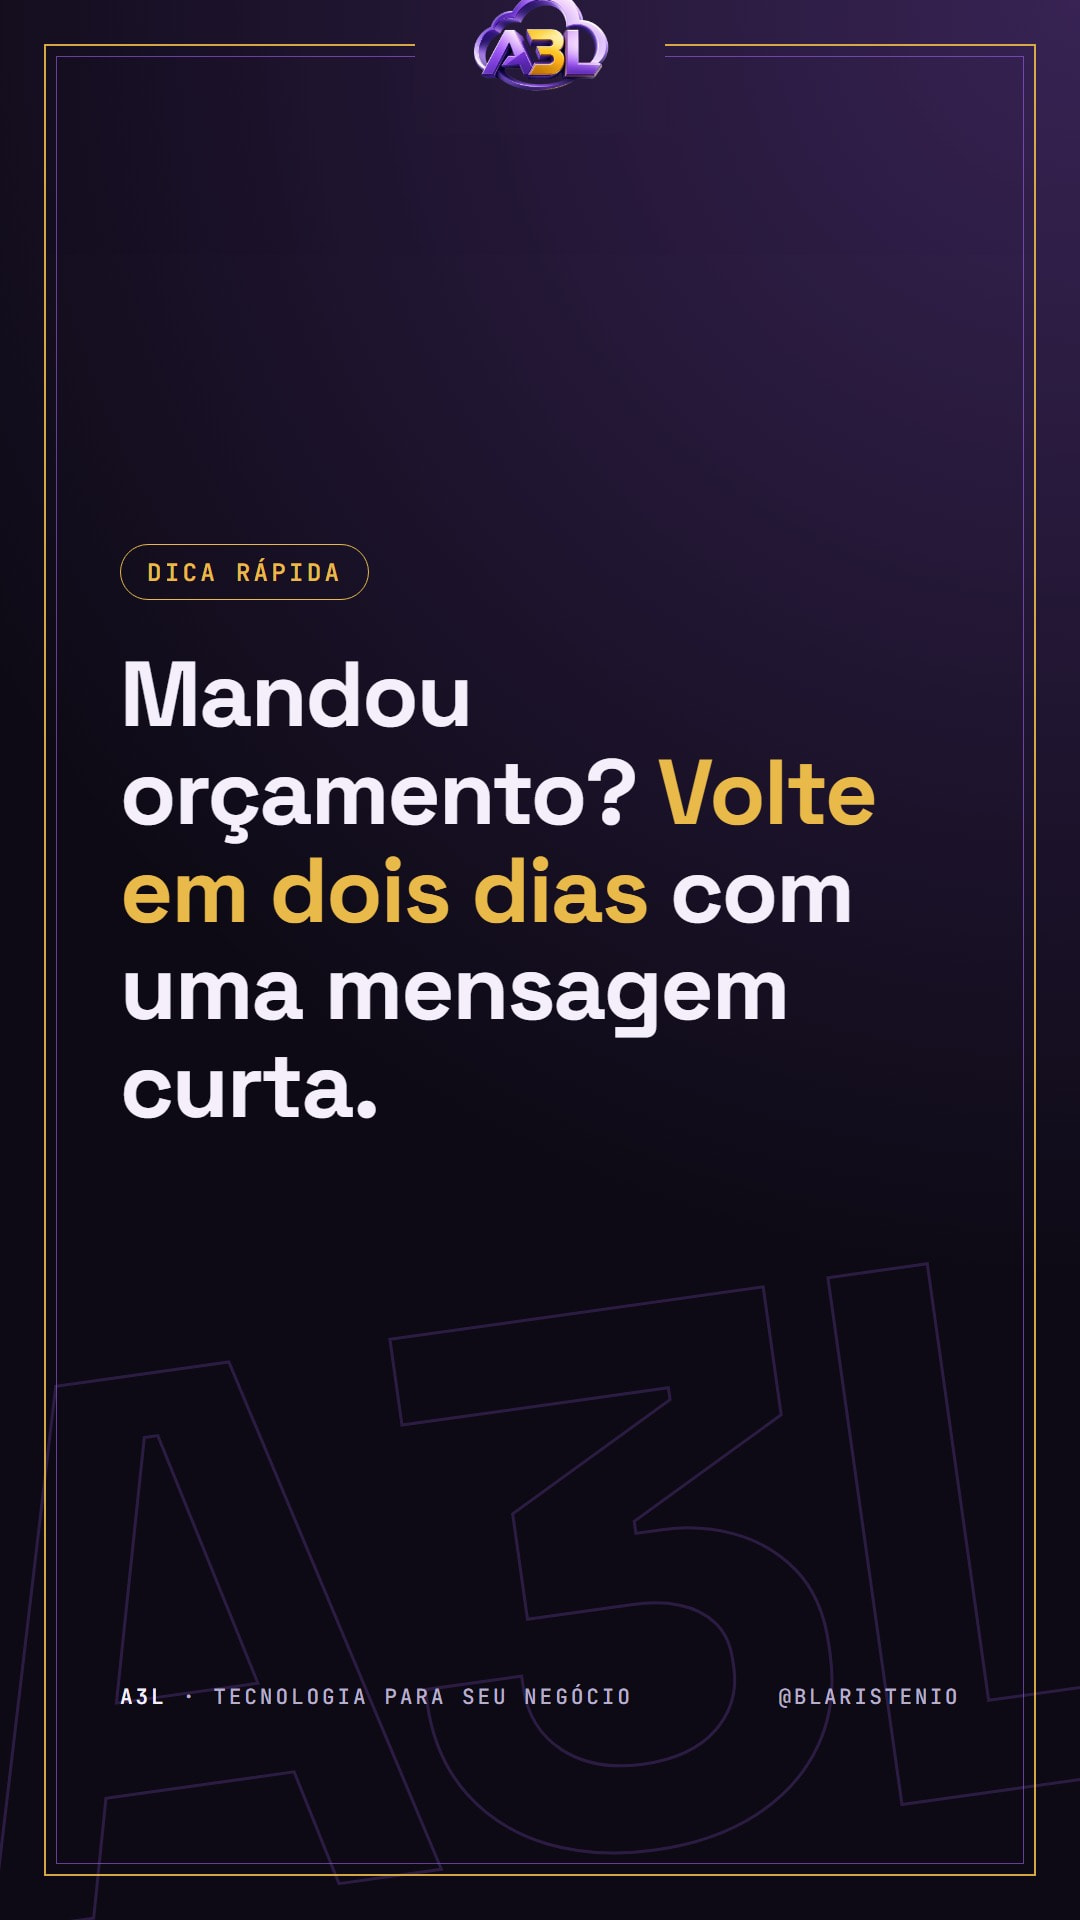 A3L
DICA RÁPIDA
Mandou
orçamento? Volte
em dois dias com
uma mensagem
curta.
A3L
A3L · TECNOLOGIA PARA SEU NEGÓCIO @BLARISTENIO